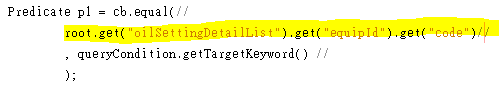 Predicate p1 = cb.equal(//
root.get("oilSettingDetailList").get("equipId").get("code")//
, queryCondition.getTargetKeyword() //
);